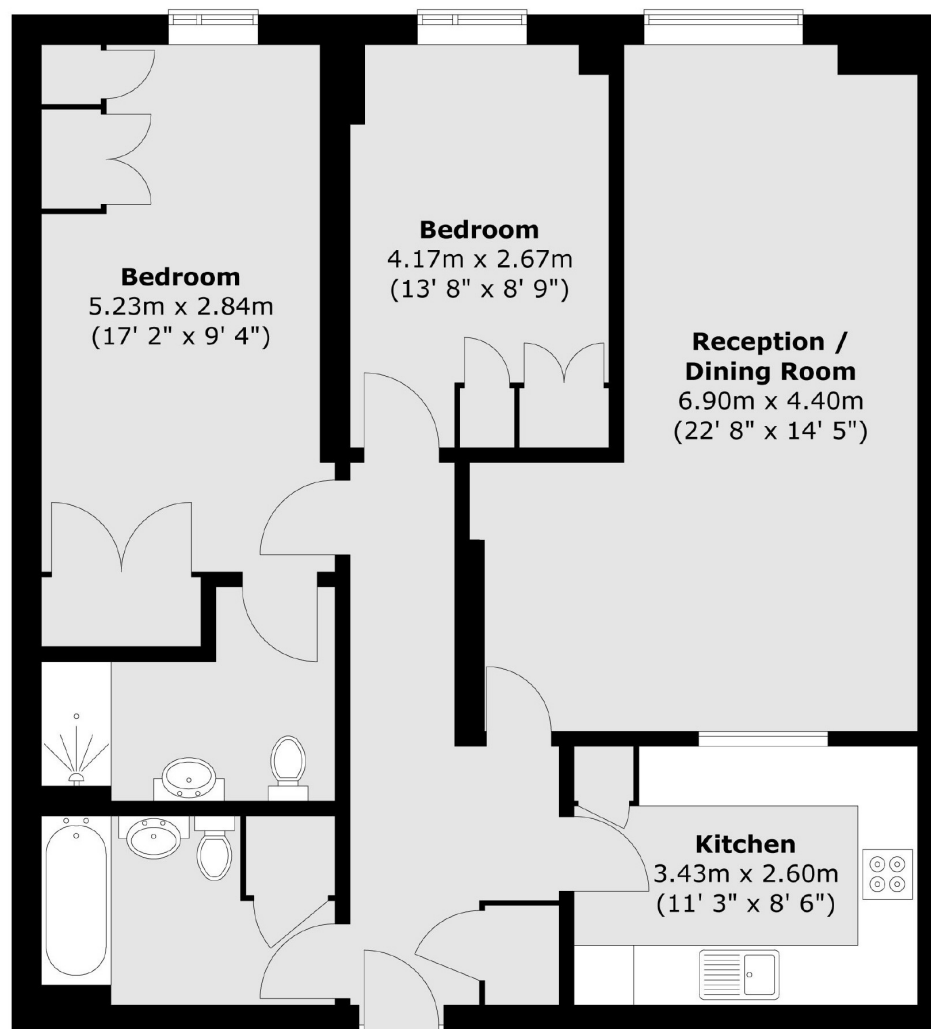 Bedroom
5.23m x 2.84m
(17' 2" x 9' 4")
Bedroom
4.17m x 2.67m
(13' 8" x 8' 9")
Reception /
Dining Room
6.90m x 4.40m
(22' 8" x 14' 5")
Kitchen
3.43m x 2.60m
(11' 3" x 8' 6")